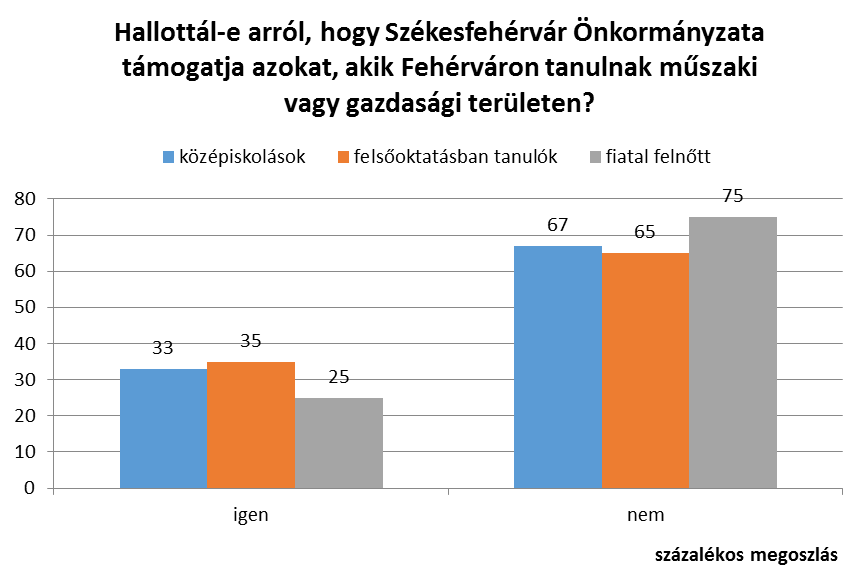 Hallottál-e arról, hogy Székesfehérvár Önkormányzata
támogatja azokat, akik Fehérváron tanulnak műszaki
vagy gazdasági területen?
középiskolások felsőoktatásban tanulók fiatal felnőtt
80
70
60
50
40
30
20
10
0
33 35 25
67 65 75
igen nem
százalékos megoszlás